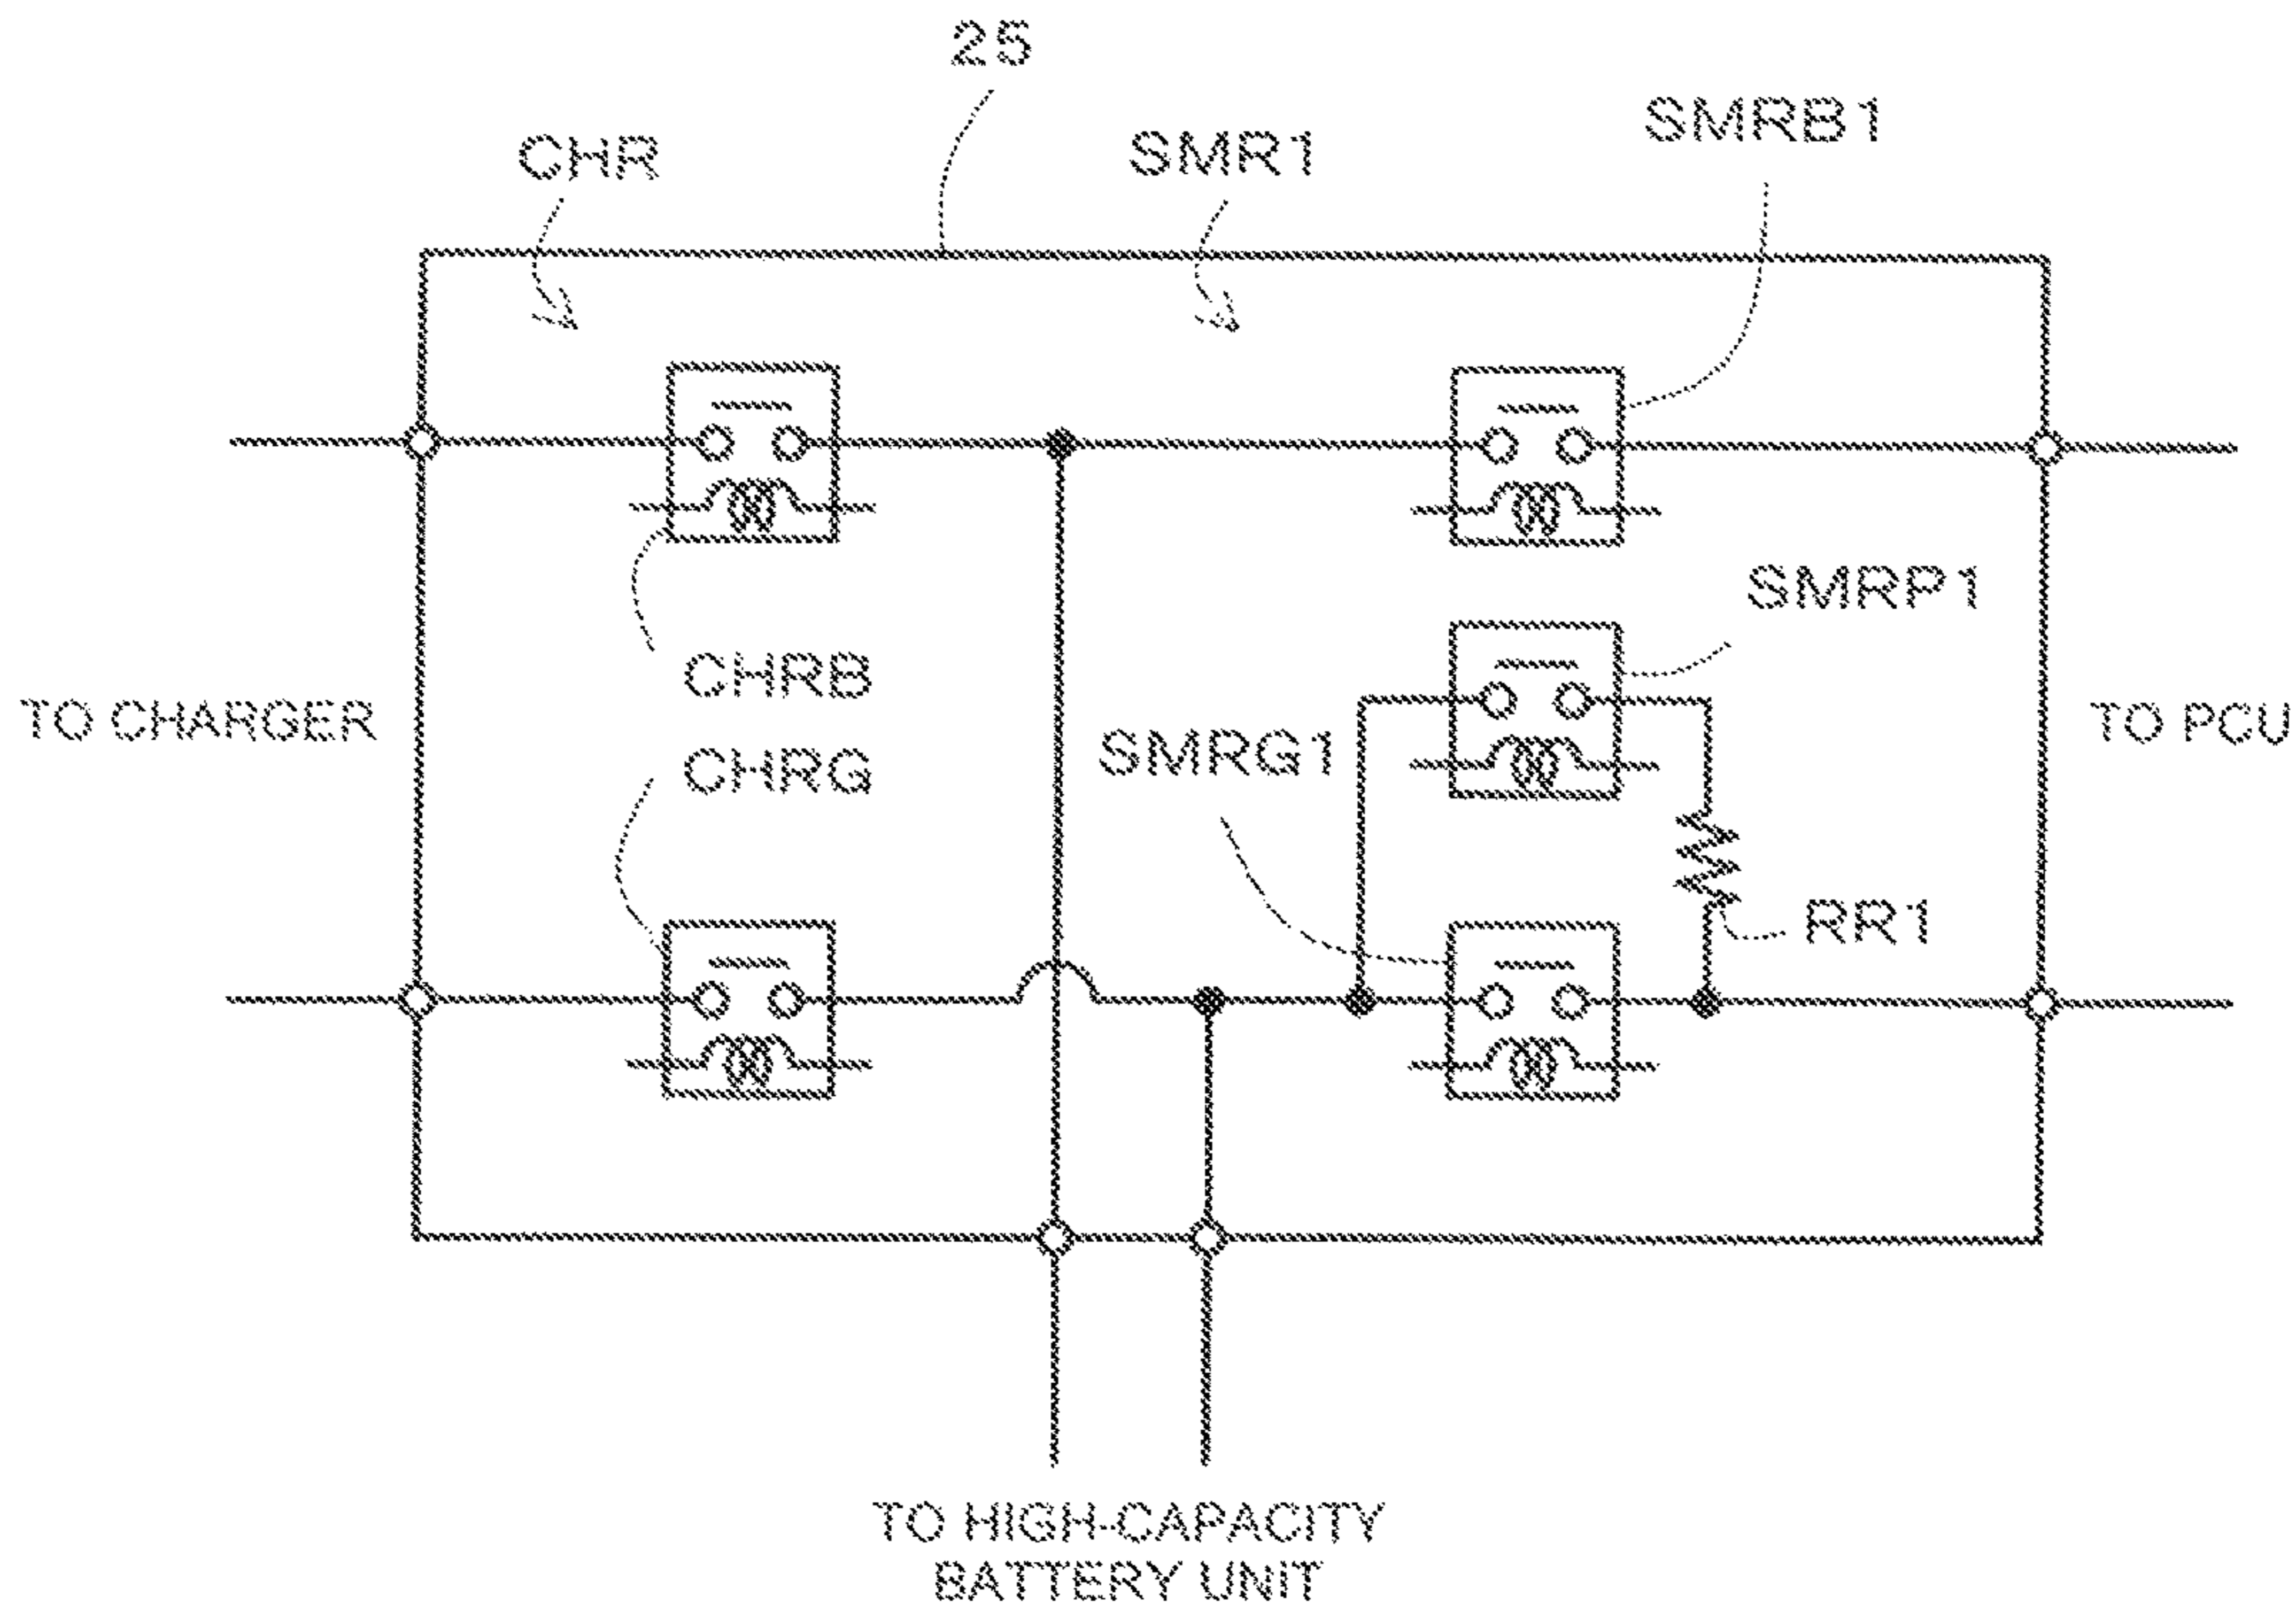 25
SMRB1
CHR
SMR1
SMRP1
CHRB
TO CHARGER
TO PCU
SMRG1
CHRG
RR1
TO HIGH-CAPACITY
BATTERY UNIT